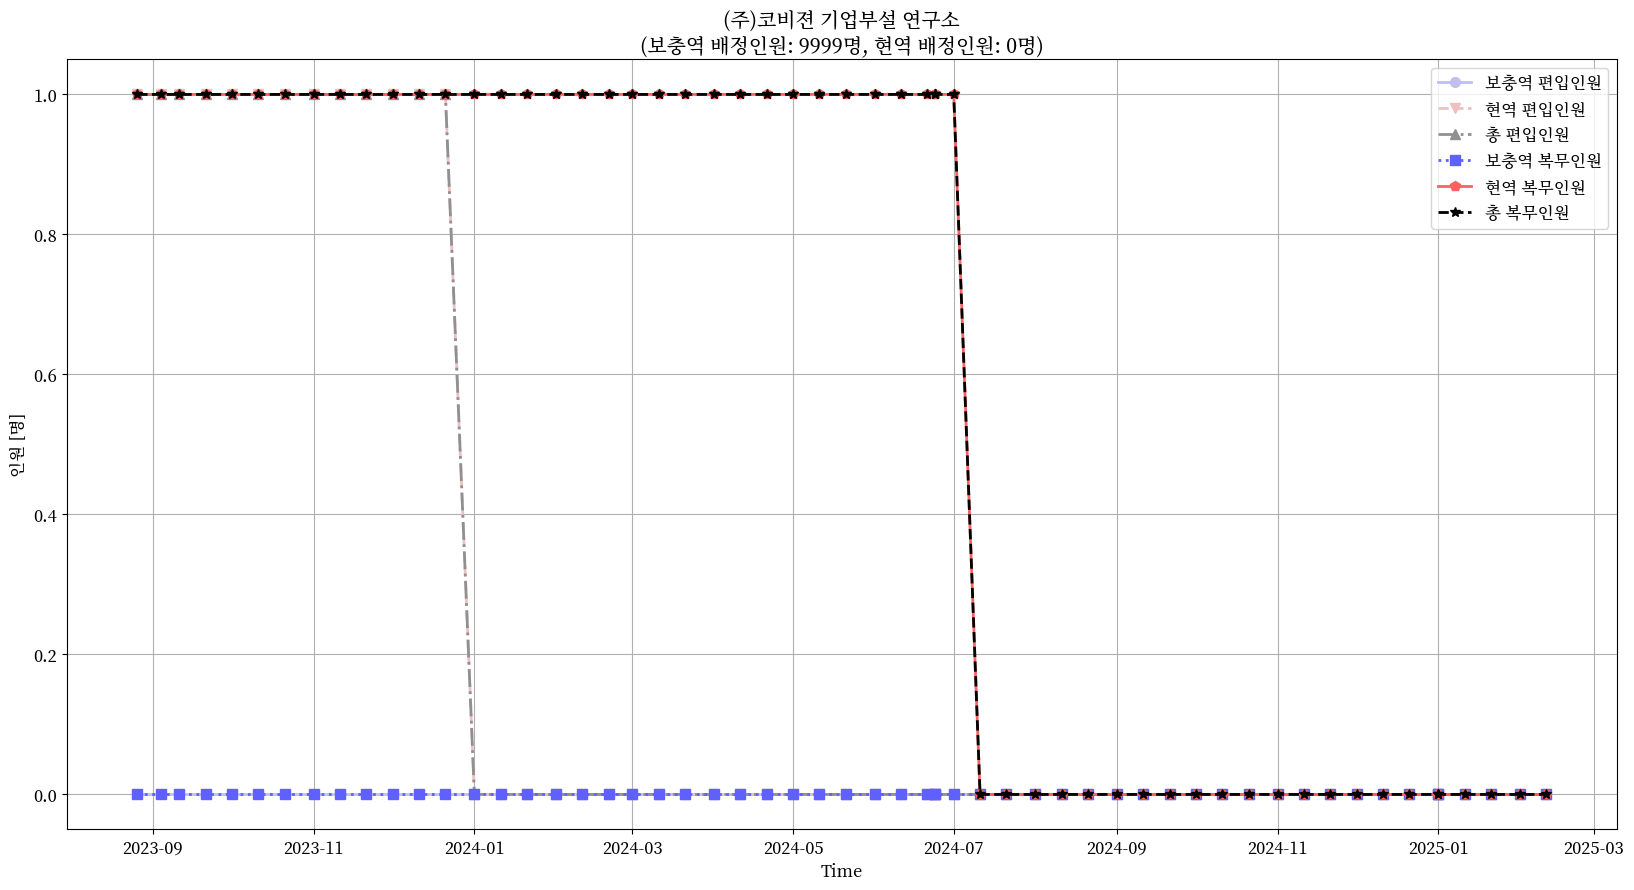 (주)코비젼 기업부설 연구소
(보충역 배정인원: 9999명, 현역 배정인원: 0명)
보충역 편입인원
현역 편입인원
총 편입인원
보충역 복무인원
현역 복무인원
총 복무인원
인원 [명]
1.0
0.8
0.6
0.4
0.2
0.0
2023-09 2023-11 2024-01 2024-03 2024-05 2024-07 2024-09 2024-11 2025-01 2025-03
Time